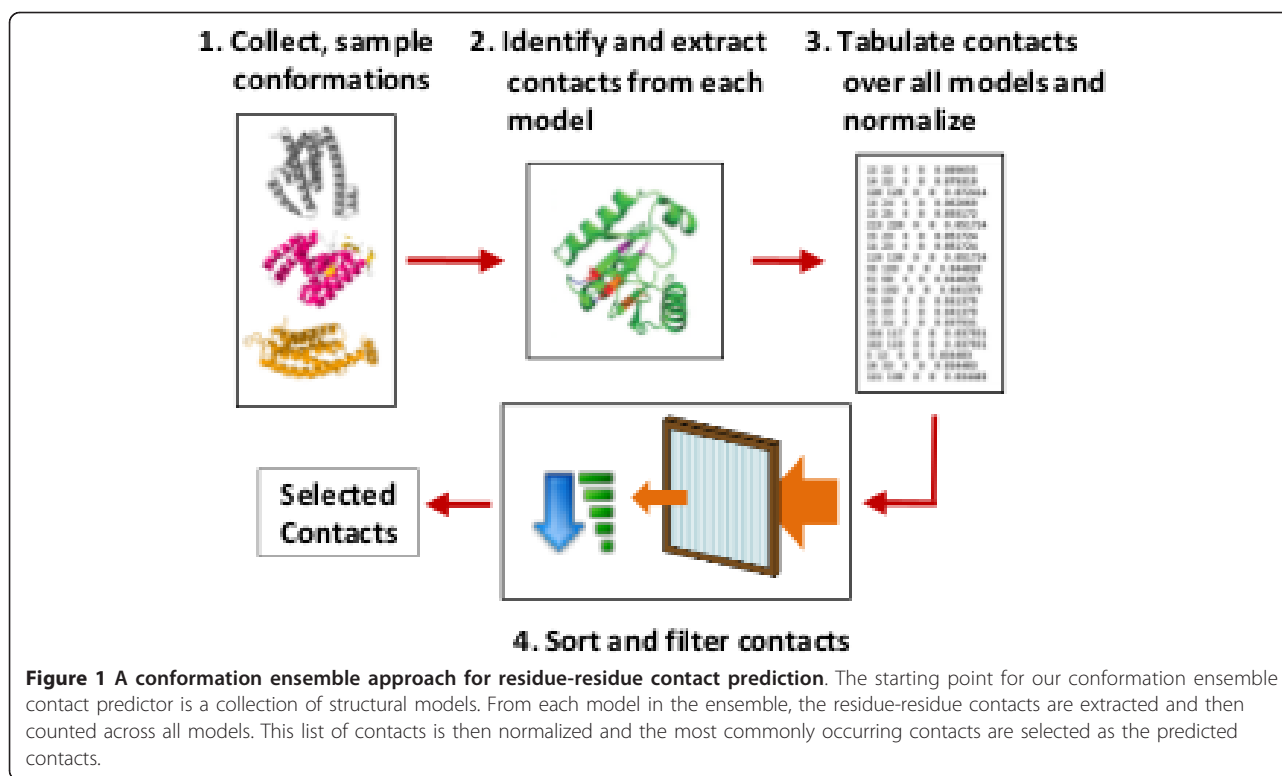 1. Collect, sample
conformations
2. Identify and extract
contacts from each
model
3. Tabulate contacts
over all models and
normalize
Selected
Contacts
4. Sort and filter contacts
Figure 1 A conformation ensemble approach for residue-residue contact prediction. The starting point for our conformation ensemble
contact predictor is a collection of structural models. From each model in the ensemble, the residue-residue contacts are extracted and then
counted across all models. This list of contacts is then normalized and the most commonly occurring contacts are selected as the predicted
contacts.